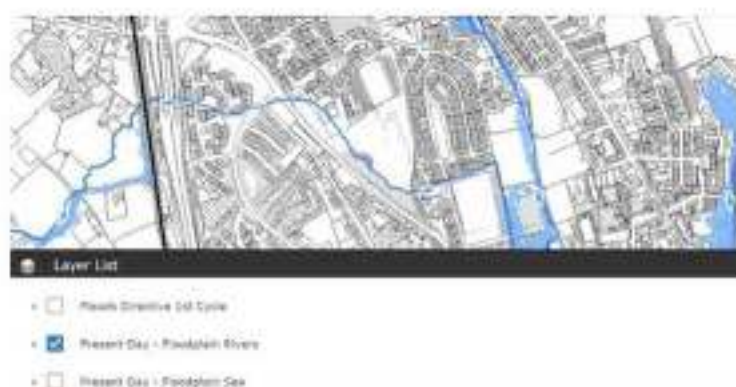 Layer List
Floods Directive 1st Cycle
Present Day - Floodplain Rivers
Present Day - Floodplain Sea